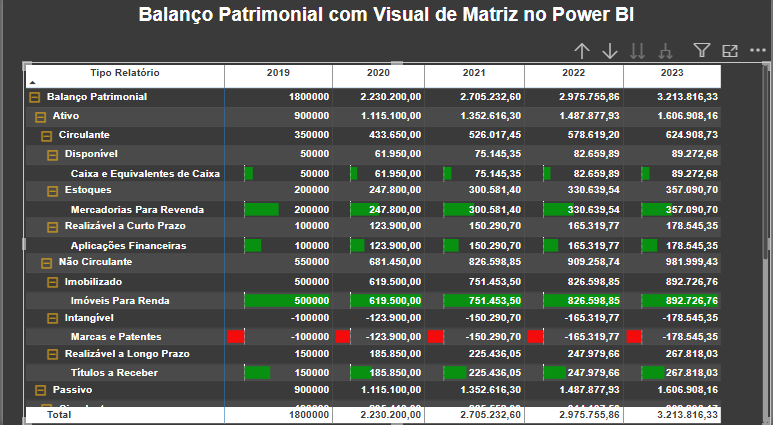 Balanço Patrimonial com Visual de Matriz no Power BI
Tipo Relatório 2019 2020 2021 2022 2023
Balanço Patrimonial 1800000 2.230.200,00 2.705.232,60 2.975.755,86 3.213.816,33
Ativo 900000 1.115.100,00 1.352.616,30 1.487.877,93 1.606.908,16
Circulante 350000 433.650,00 526.017,45 578.619,20 624.908,73
Disponível 50000 61.950,00 75.145,35 82.659,89 89.272,68
Caixa e Equivalentes de Caixa 50000 61.950,00 75.145,35 82.659,89 89.272,68
Estoques 200000 247.800,00 300.581,40 330.639,54 357.090,70
Mercadorias Para Revenda 200000 247.800,00 300.581,40 330.639,54 357.090,70
Realizável a Curto Prazo 100000 123.900,00 150.290,70 165.319,77 178.545,35
Aplicações Financeiras 100000 123.900,00 150.290,70 165.319,77 178.545,35
Não Circulante 550000 681.450,00 826.598,85 909.258,74 981.999,43
Imobilizado 500000 619.500,00 751.453,50 826.598,85 892.726,76
Imóveis Para Renda 500000 619.500,00 751.453,50 826.598,85 892.726,76
Intangível -100000 -123.900,00 -150.290,70 -165.319,77 -178.545,35
Marcas e Patentes -100000 -123.900,00 -150.290,70 -165.319,77 -178.545,35
Realizável a Longo Prazo 150000 185.850,00 225.436,05 247.979,66 267.818,03
Títulos a Receber 150000 185.850,00 225.436,05 247.979,66 267.818,03
Passivo 900000 1.115.100,00 1.352.616,30 1.487.877,93 1.606.908,16
Total 1800000 2.230.200,00 2.705.232,60 2.975.755,86 3.213.816,33